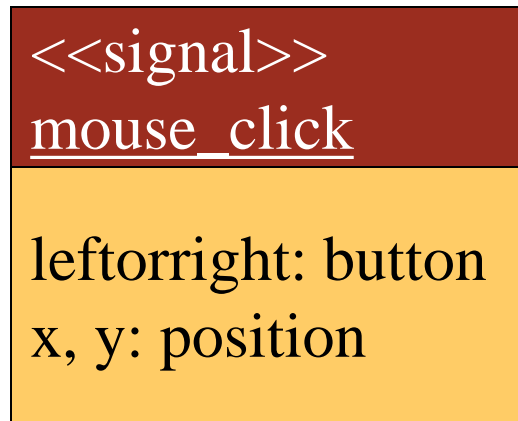 <<signal>>
mouse_click
leftorright: button
x, y: position